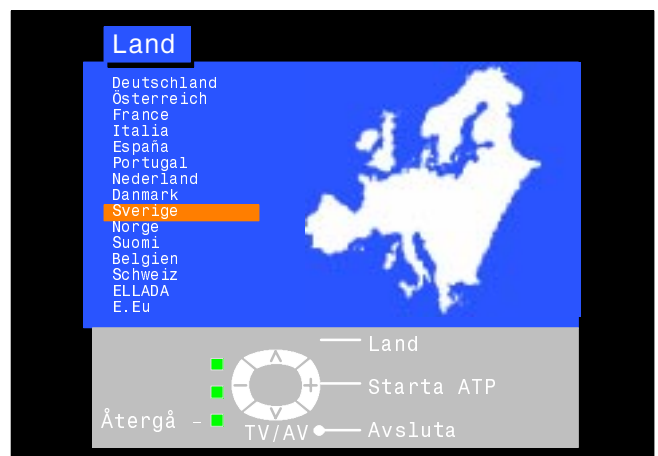 Land
Deutschland
Österreich
France
Italia
España
Portugal
Nederland
Danmark
Sverige
Norge
Suomi
Belgien
Schweiz
ELLADA
E.Eu
Land
Starta ATP
Återgå -
TV/AV
Avsluta